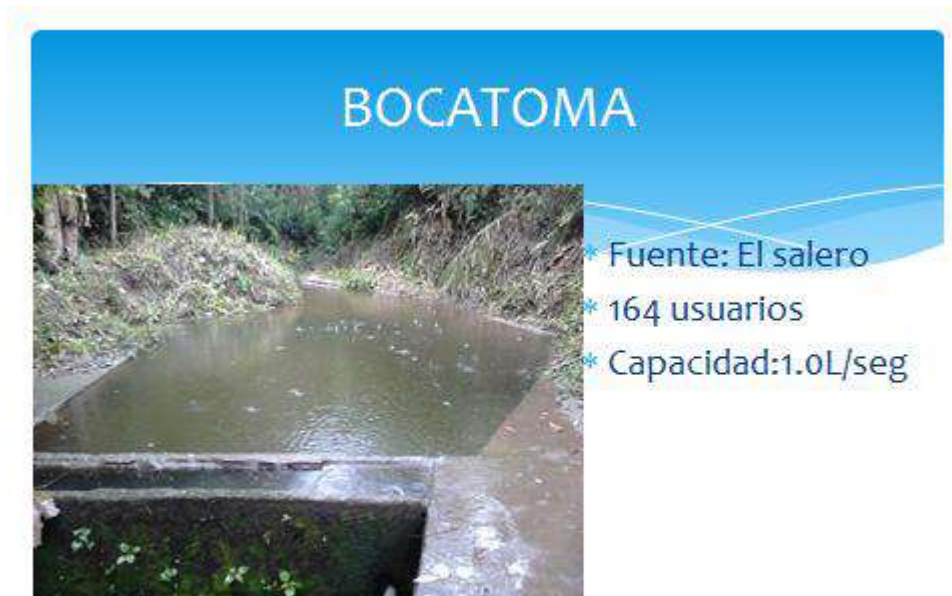 BOCATOMA
* Fuente: El salero
* 164 usuarios
* Capacidad:1.0L/seg